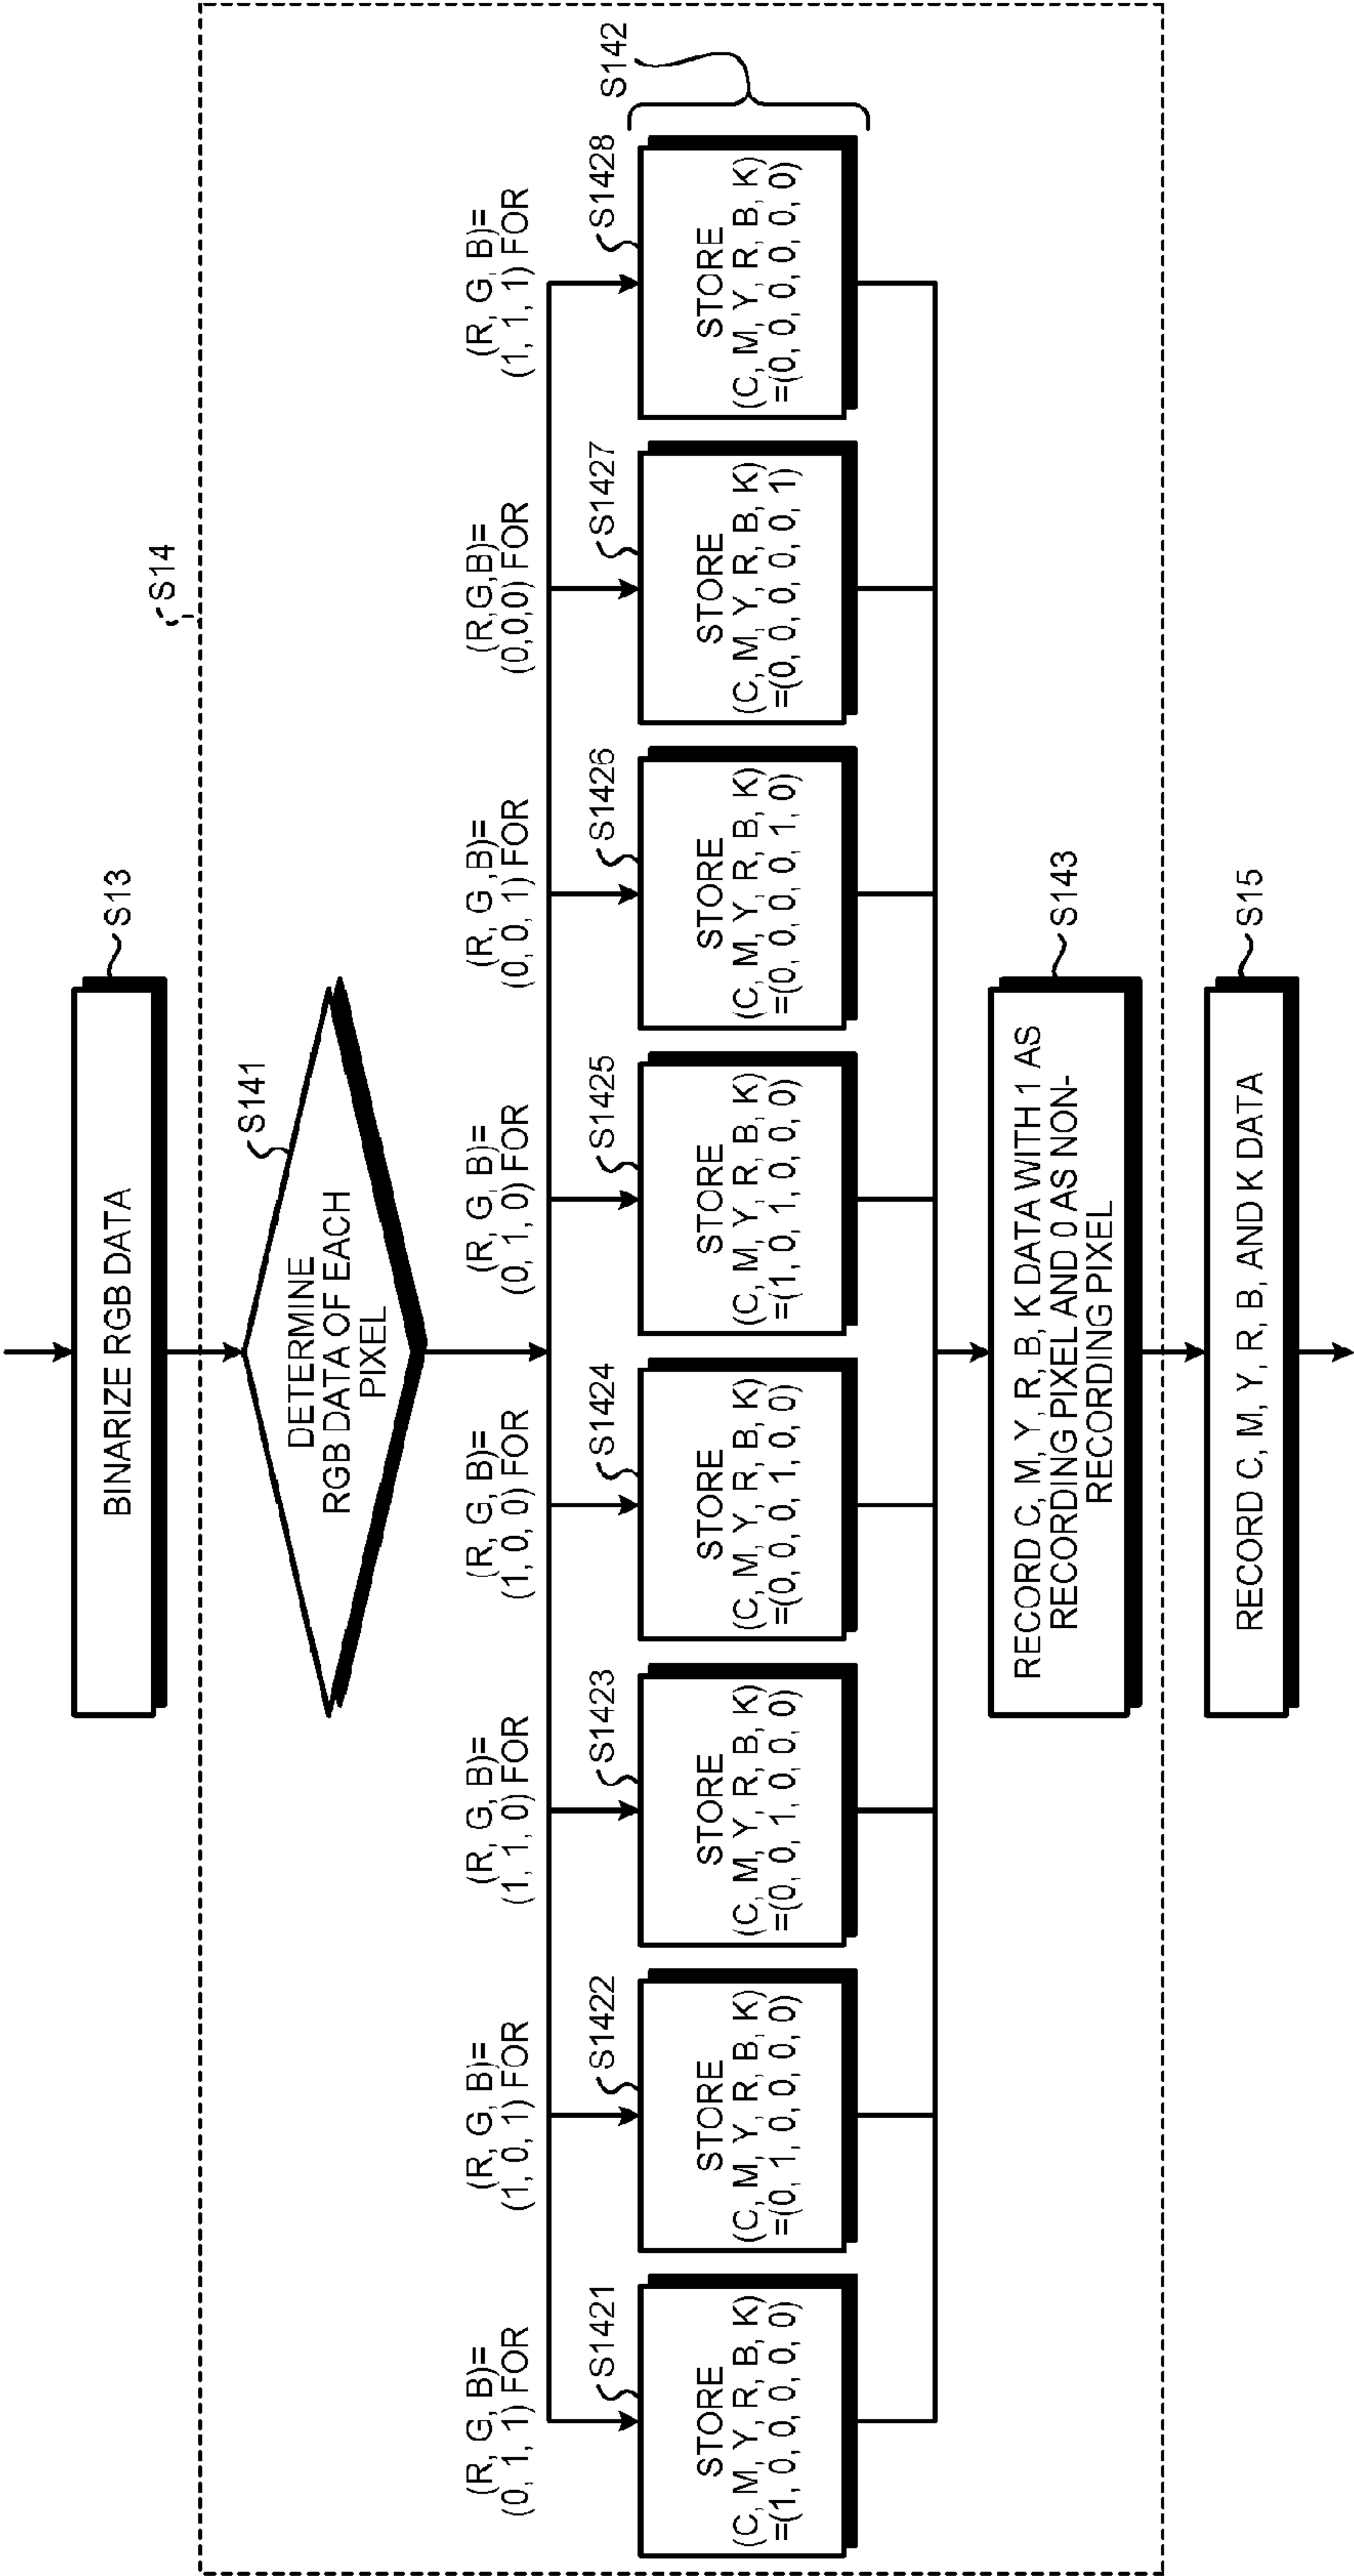 BINARIZE RGB DATA
S13
S14
DETERMINE
RGB DATA OF EACH
PIXEL
S141
(R, G, B)=
(0, 1, 1) FOR
(R, G, B)=
(1, 0, 1) FOR
(R, G, B)=
(1, 1, 0) FOR
(R, G, B)=
(1, 0, 0) FOR
(R, G, B)=
(0, 1, 0) FOR
(R, G ,B)=
(0, 0, 1) FOR
(R,G,B)=
(0,0,0) FOR
(R, G, B)=
(1, 1, 1) FOR
S1421
S1422
S1423
S1424
S1425
S1426
S1427
S1428
S142
STORE
(C, M, Y, R, B, K)
=(1, 0, 0, 0, 0, 0)
STORE
(C, M, Y, R, B, K)
=(0, 1, 0, 0, 0, 0)
STORE
(C, M, Y, R, B, K)
=(0, 0, 1, 0, 0, 0)
STORE
(C, M, Y, R, B, K)
=(0, 0, 0, 1, 0, 0)
STORE
(C, M, Y, R, B, K)
=(1, 0, 1, 0, 0, 0)
STORE
(C, M, Y, R, B, K)
=(0, 0, 0, 0, 1, 0)
STORE
(C, M, Y, R, B, K)
=(0, 0, 0, 0, 0, 1)
STORE
(C, M, Y, R, B, K)
=(0, 0, 0, 0, 0, 0)
RECORD C, M, Y, R, B, K DATA WITH 1 AS
RECORDING PIXEL AND 0 AS NON-
RECORDING PIXEL
S143
RECORD C, M, Y, R, B, AND K DATA
S15